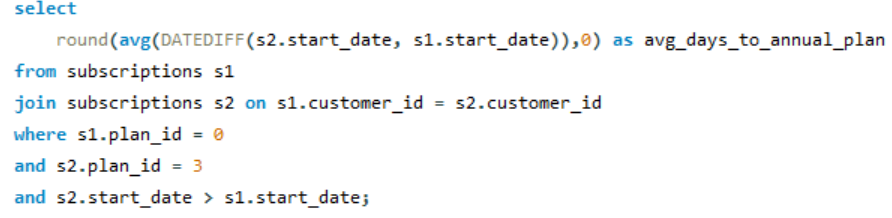 select
round(avg(DATEDIFF(s2.start_date, s1.start_date)),0) as avg_days_to_annual_plan
from subscriptions s1
join subscriptions s2 on s1.customer_id = s2.customer_id
where s1.plan_id = 0
and s2.plan_id = 3
and s2.start_date > s1.start_date;